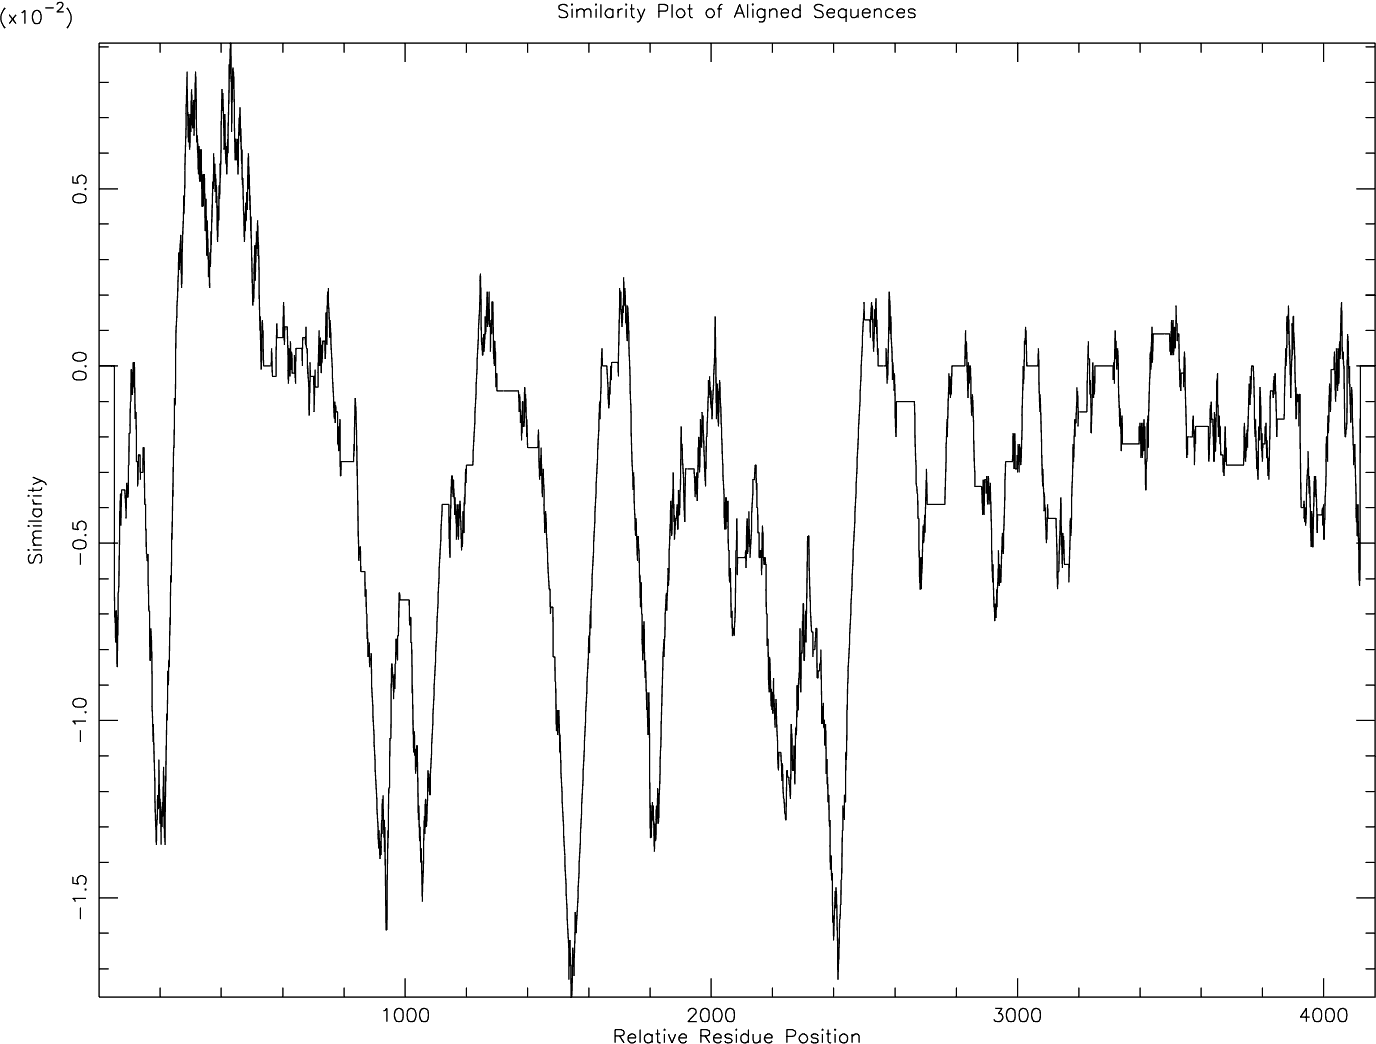 (x10⁻²)
Similarity Plot of Aligned Sequences
0.5
0.0
−0.5
−1.0
−1.5
Similarity
1000 2000 3000 4000
Relative Residue Position